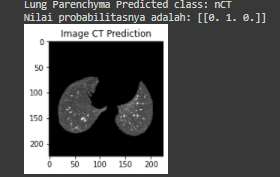 Lung Parenchyma Predicted class: nCT
Nilai probabilitasnya adalah: [[0. 1. 0.]]
Image CT Prediction
0
50
100
150
200
0 50 100 150 200